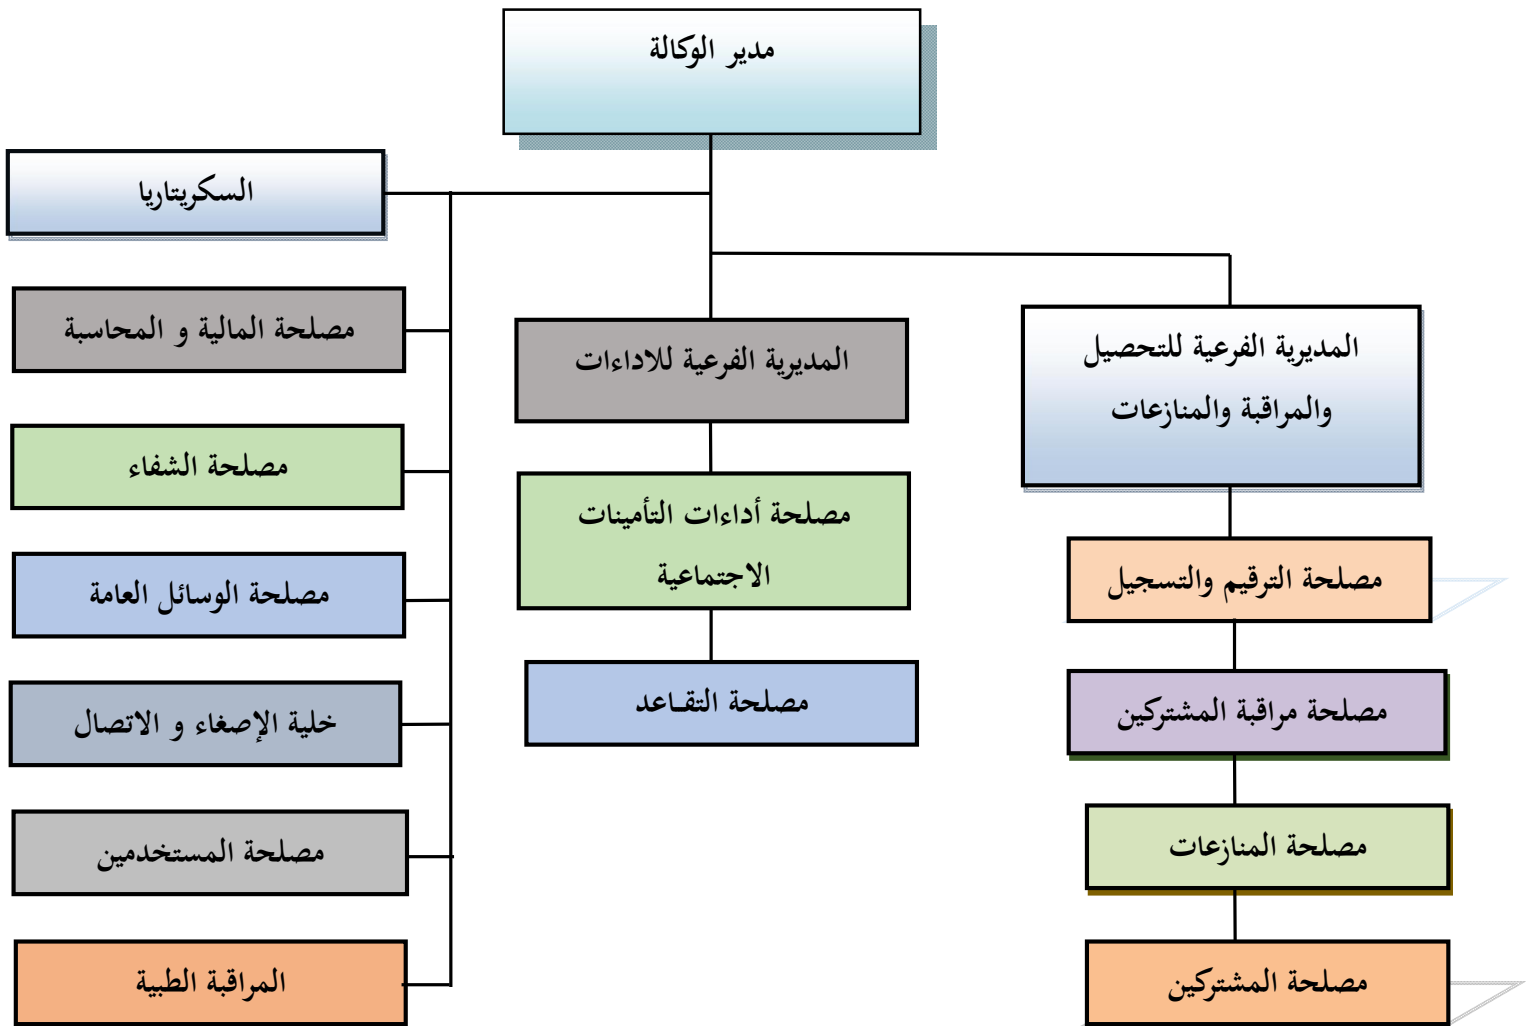 مدير الوكالة
السكريتاريا
المديرية الفرعية للتحصيل
والمراقبة والمنازعات
مصلحة الترقيم والتسجيل
مصلحة مراقبة المشتركين
مصلحة المنازعات
مصلحة المشتركين
المديرية الفرعية للاداءات
مصلحة أداءات التأمينات
الاجتماعية
مصلحة التقاعد
مصلحة المالية و المحاسبة
مصلحة الشفاء
مصلحة الوسائل العامة
خلية الإصغاء و الاتصال
مصلحة المستخدمين
المراقبة الطبية